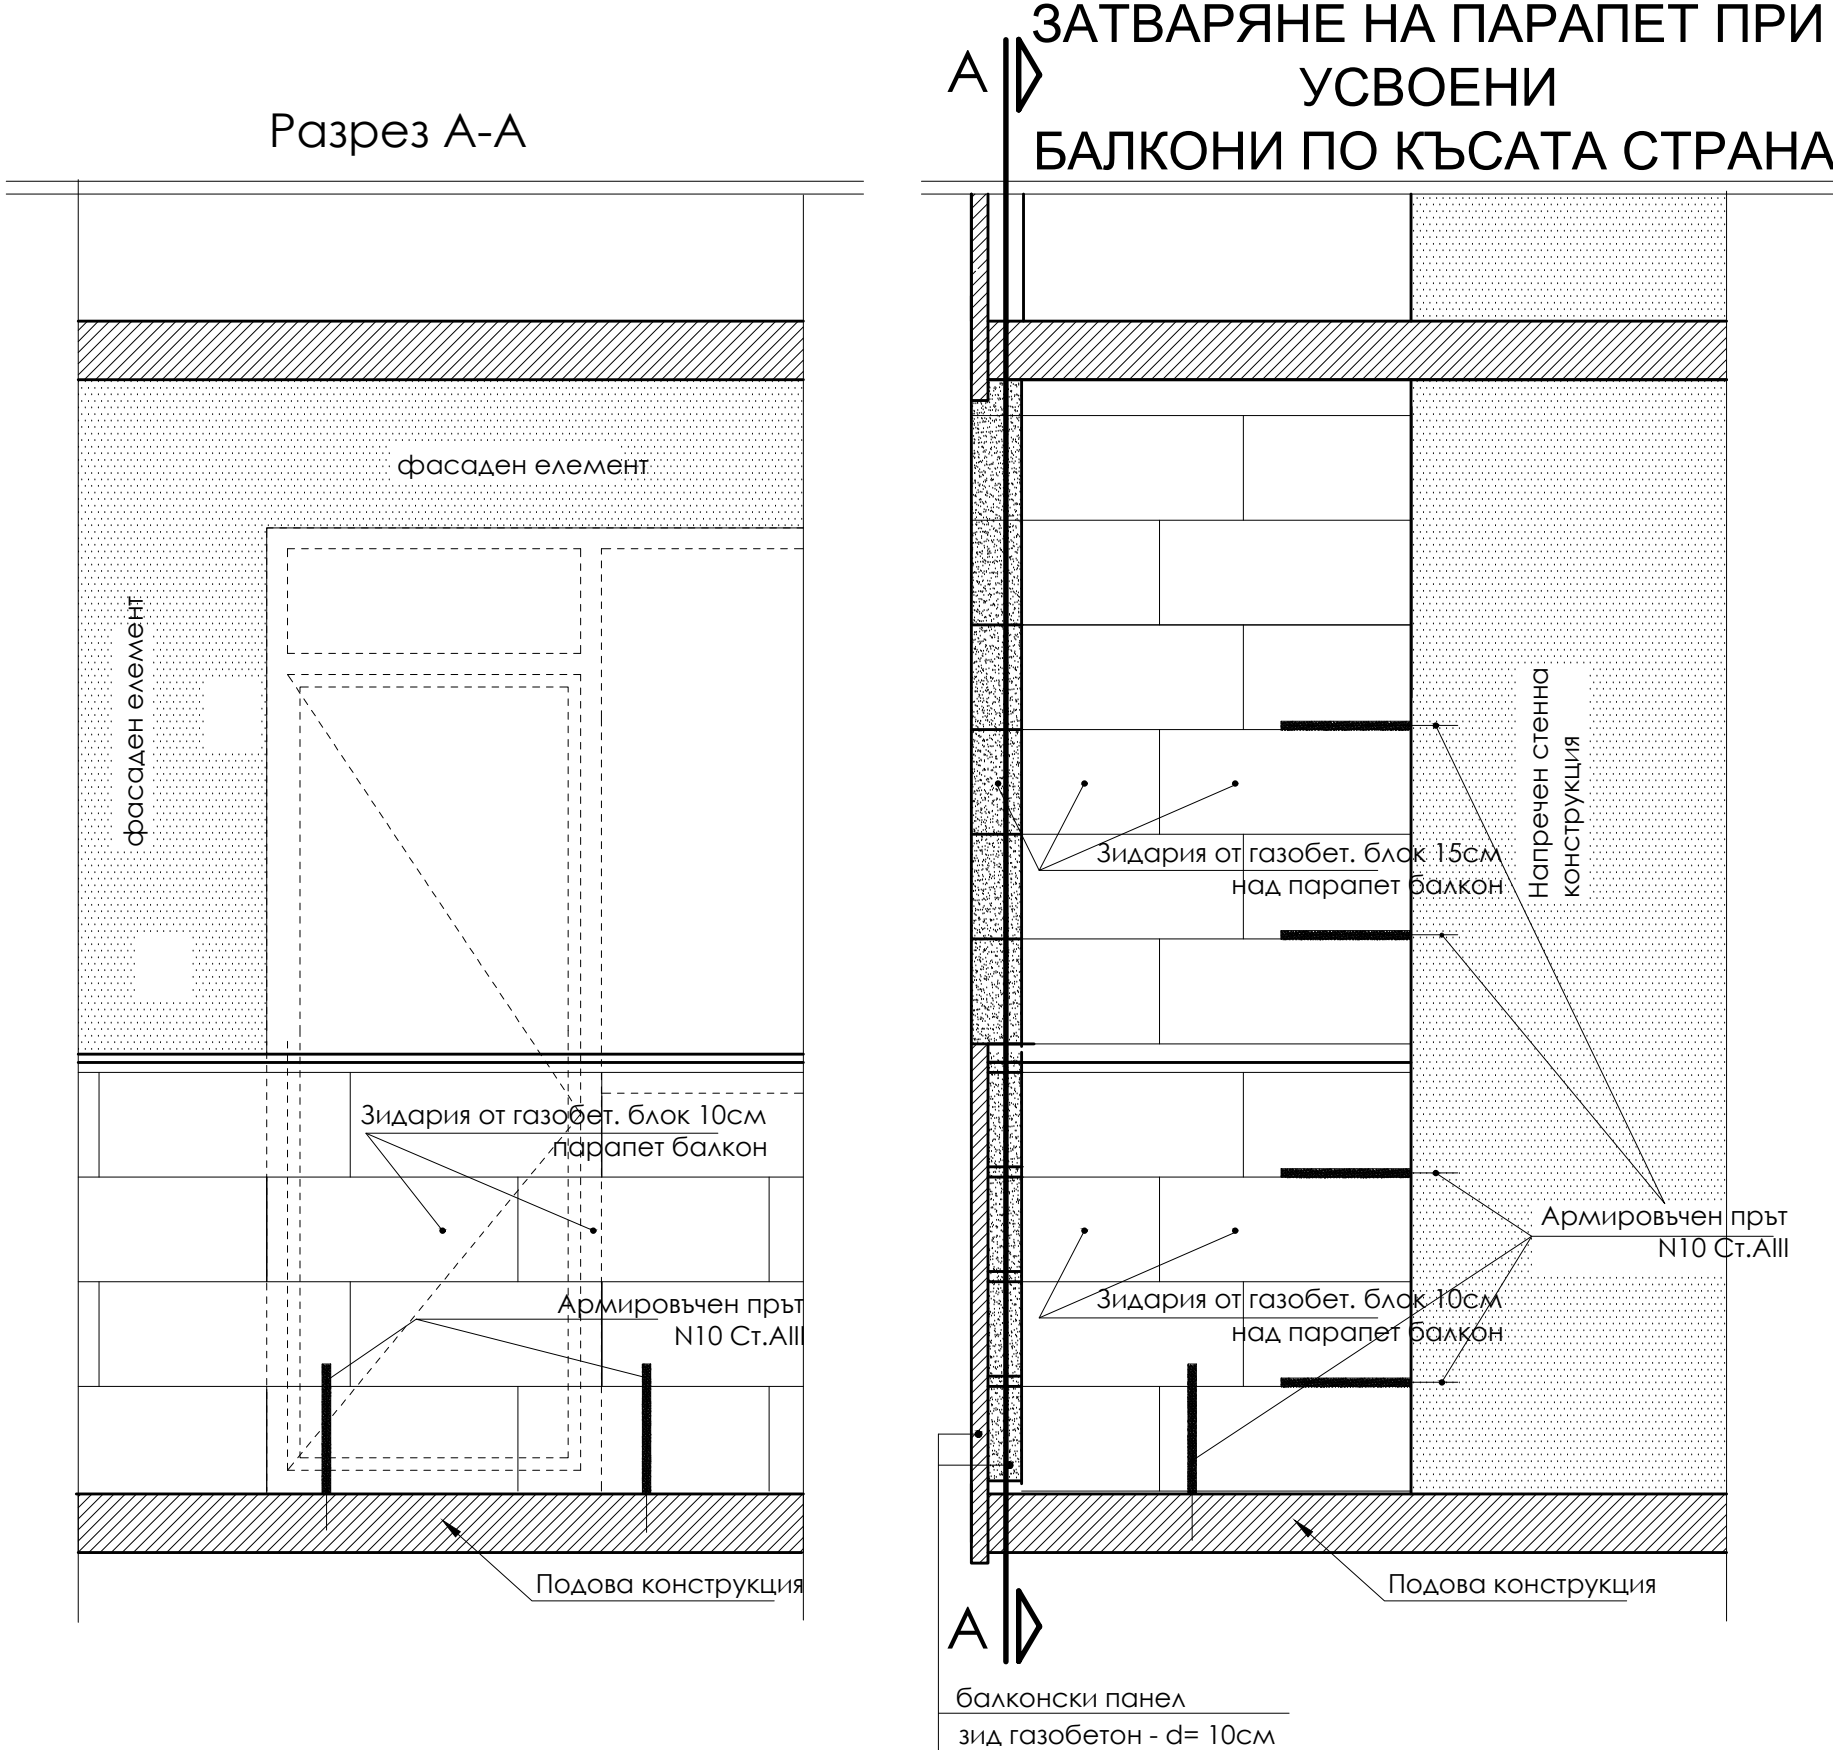 ЗАТВАРЯНЕ НА ПАРАПЕТ ПРИ
УСВОЕНИ
БАЛКОНИ ПО КЪСАТА СТРАНА
Разрез А-А
А
фасаден елемент
фасаден елемент
Зидария от газобет. блок 10см
парапет балкон
Армировъчен прът
N10 Ст.AIII
Подова конструкция
Напречен стенна
конструкция
Зидария от газобет. блок 15см
над парапет балкон
Армировъчен прът
N10 Ст.AIII
Зидария от газобет. блок 10см
над парапет балкон
Подова конструкция
А
балконски панел
зид газобетон - d= 10см